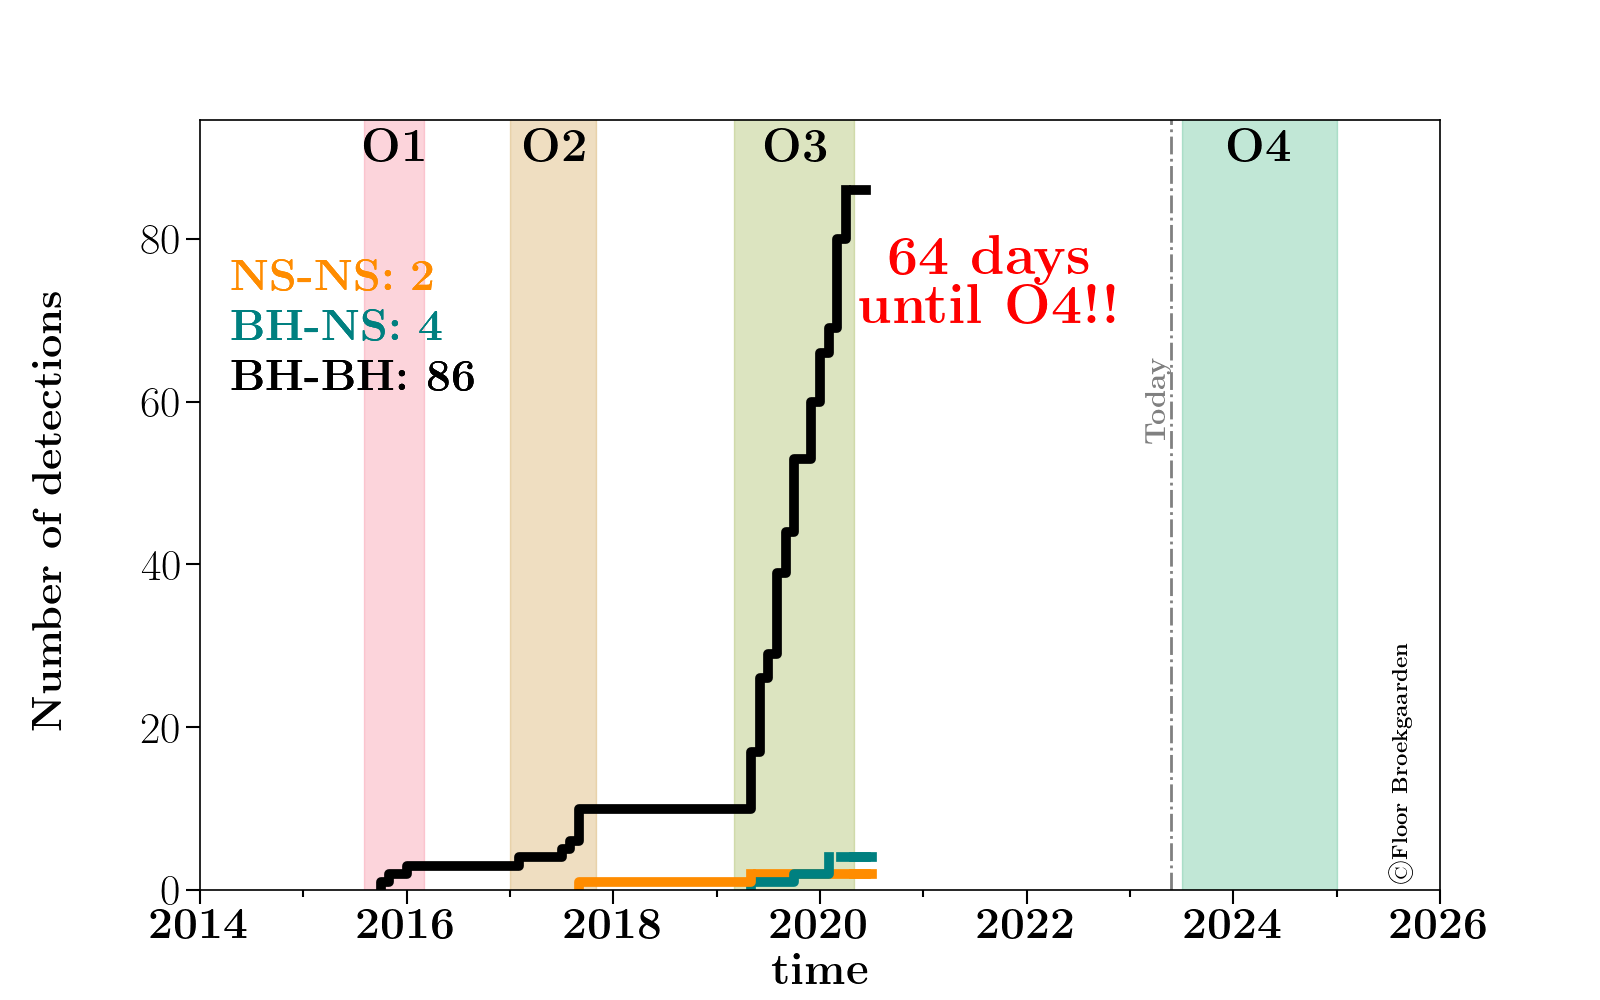 O1
O2
O3
O4
NS-NS: 2
BH-NS: 4
BH-BH: 86
64 days
until O4!!
Today
Number of detections
80
60
40
20
0
2014
2016
2018
2020
2022
2024
2026
time
©Floor Broekgaarden